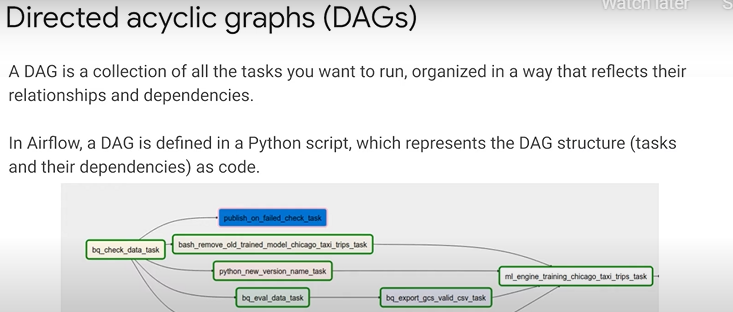 Watch later
Directed acyclic graphs (DAGs)
A DAG is a collection of all the tasks you want to run, organized in a way that reflects their
relationships and dependencies.
In Airflow, a DAG is defined in a Python script, which represents the DAG structure (tasks
and their dependencies) as code.
publish_on_failed_check_task
bq_check_data_task
bash_remove_old_trained_model_chicago_taxi_trips_task
python_new_version_name_task
ml_engine_training_chicago_taxi_trips_task
bq_eval_data_task
bq_export_gcs_valid_csv_task